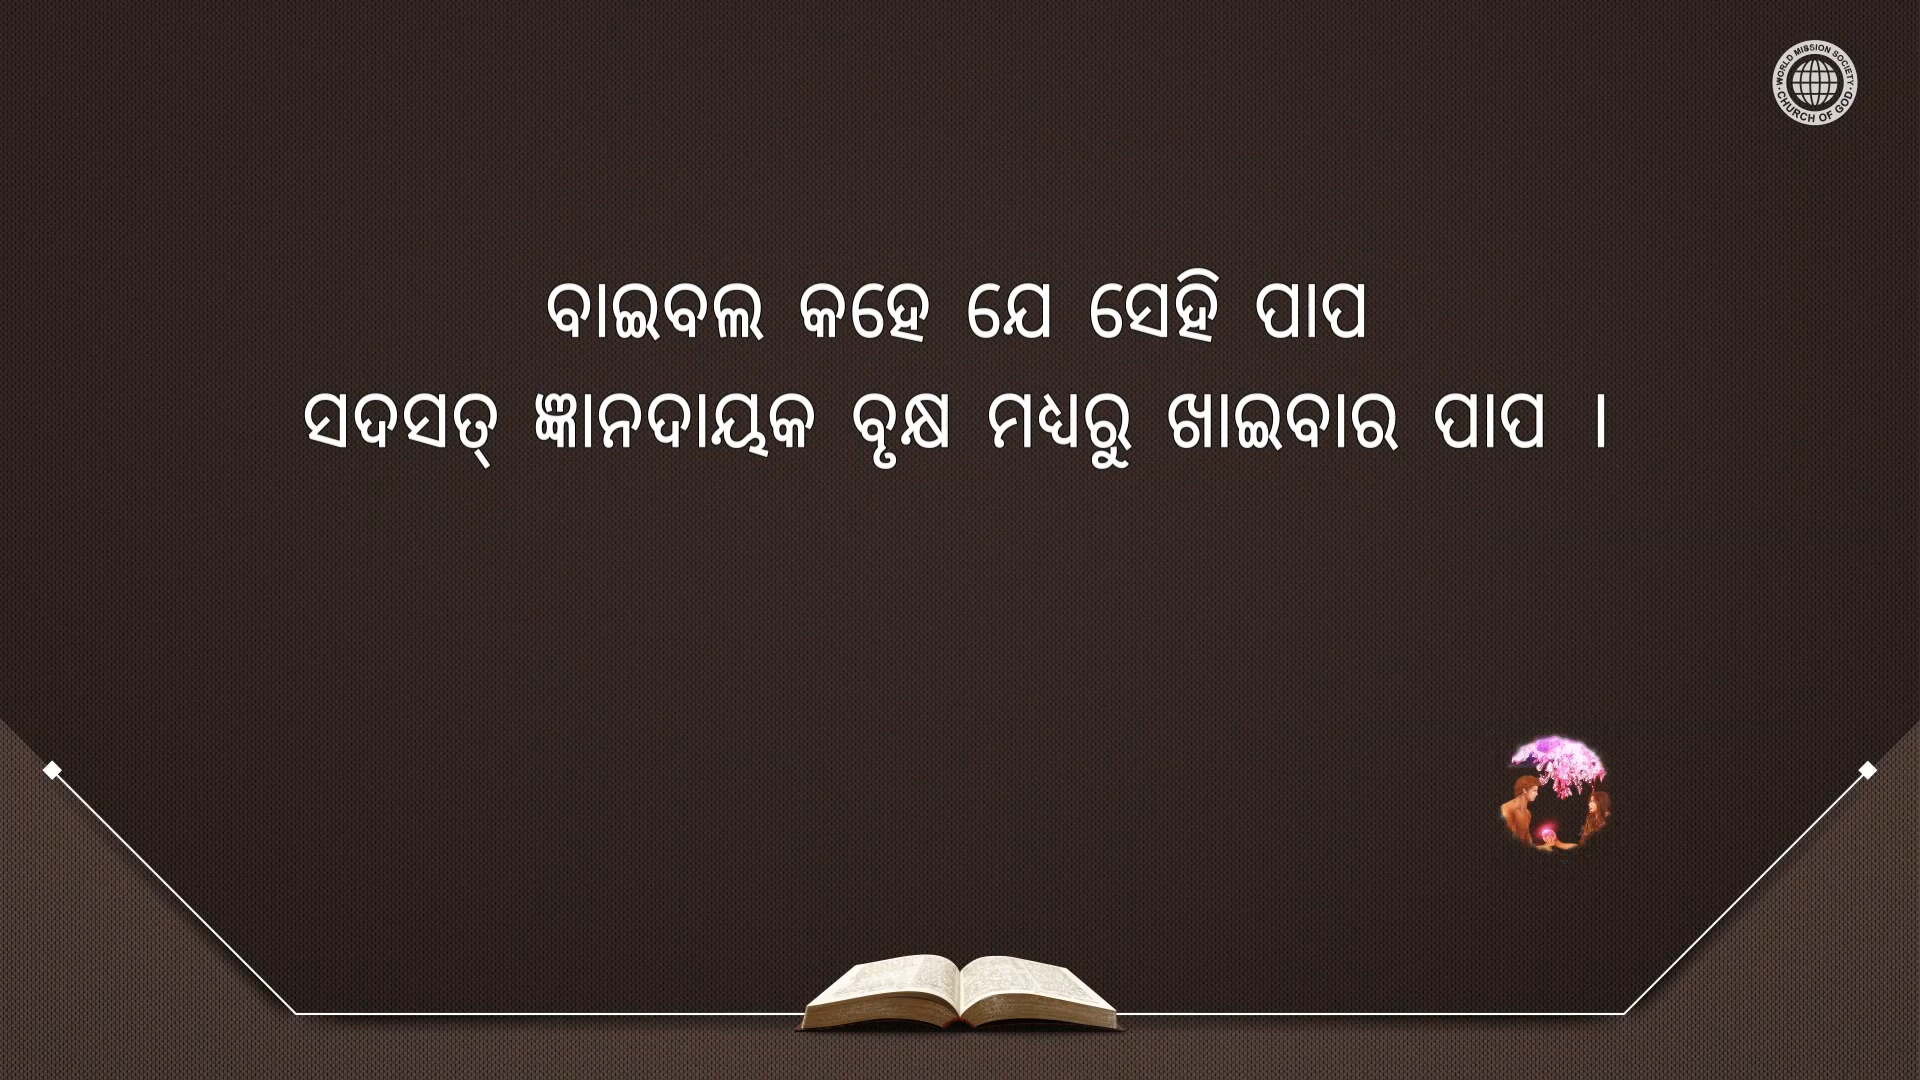 WORLD MISSION SOCIETY
CHURCH OF GOD
ବାଇବଲ କହେ ଯେ ସେହି ପାପ
ସଦସତ୍ ଜ୍ଞାନଦାୟକ ବୃକ୍ଷ ମଧ୍ୟରୁ ଖାଇବାର ପାପ ।